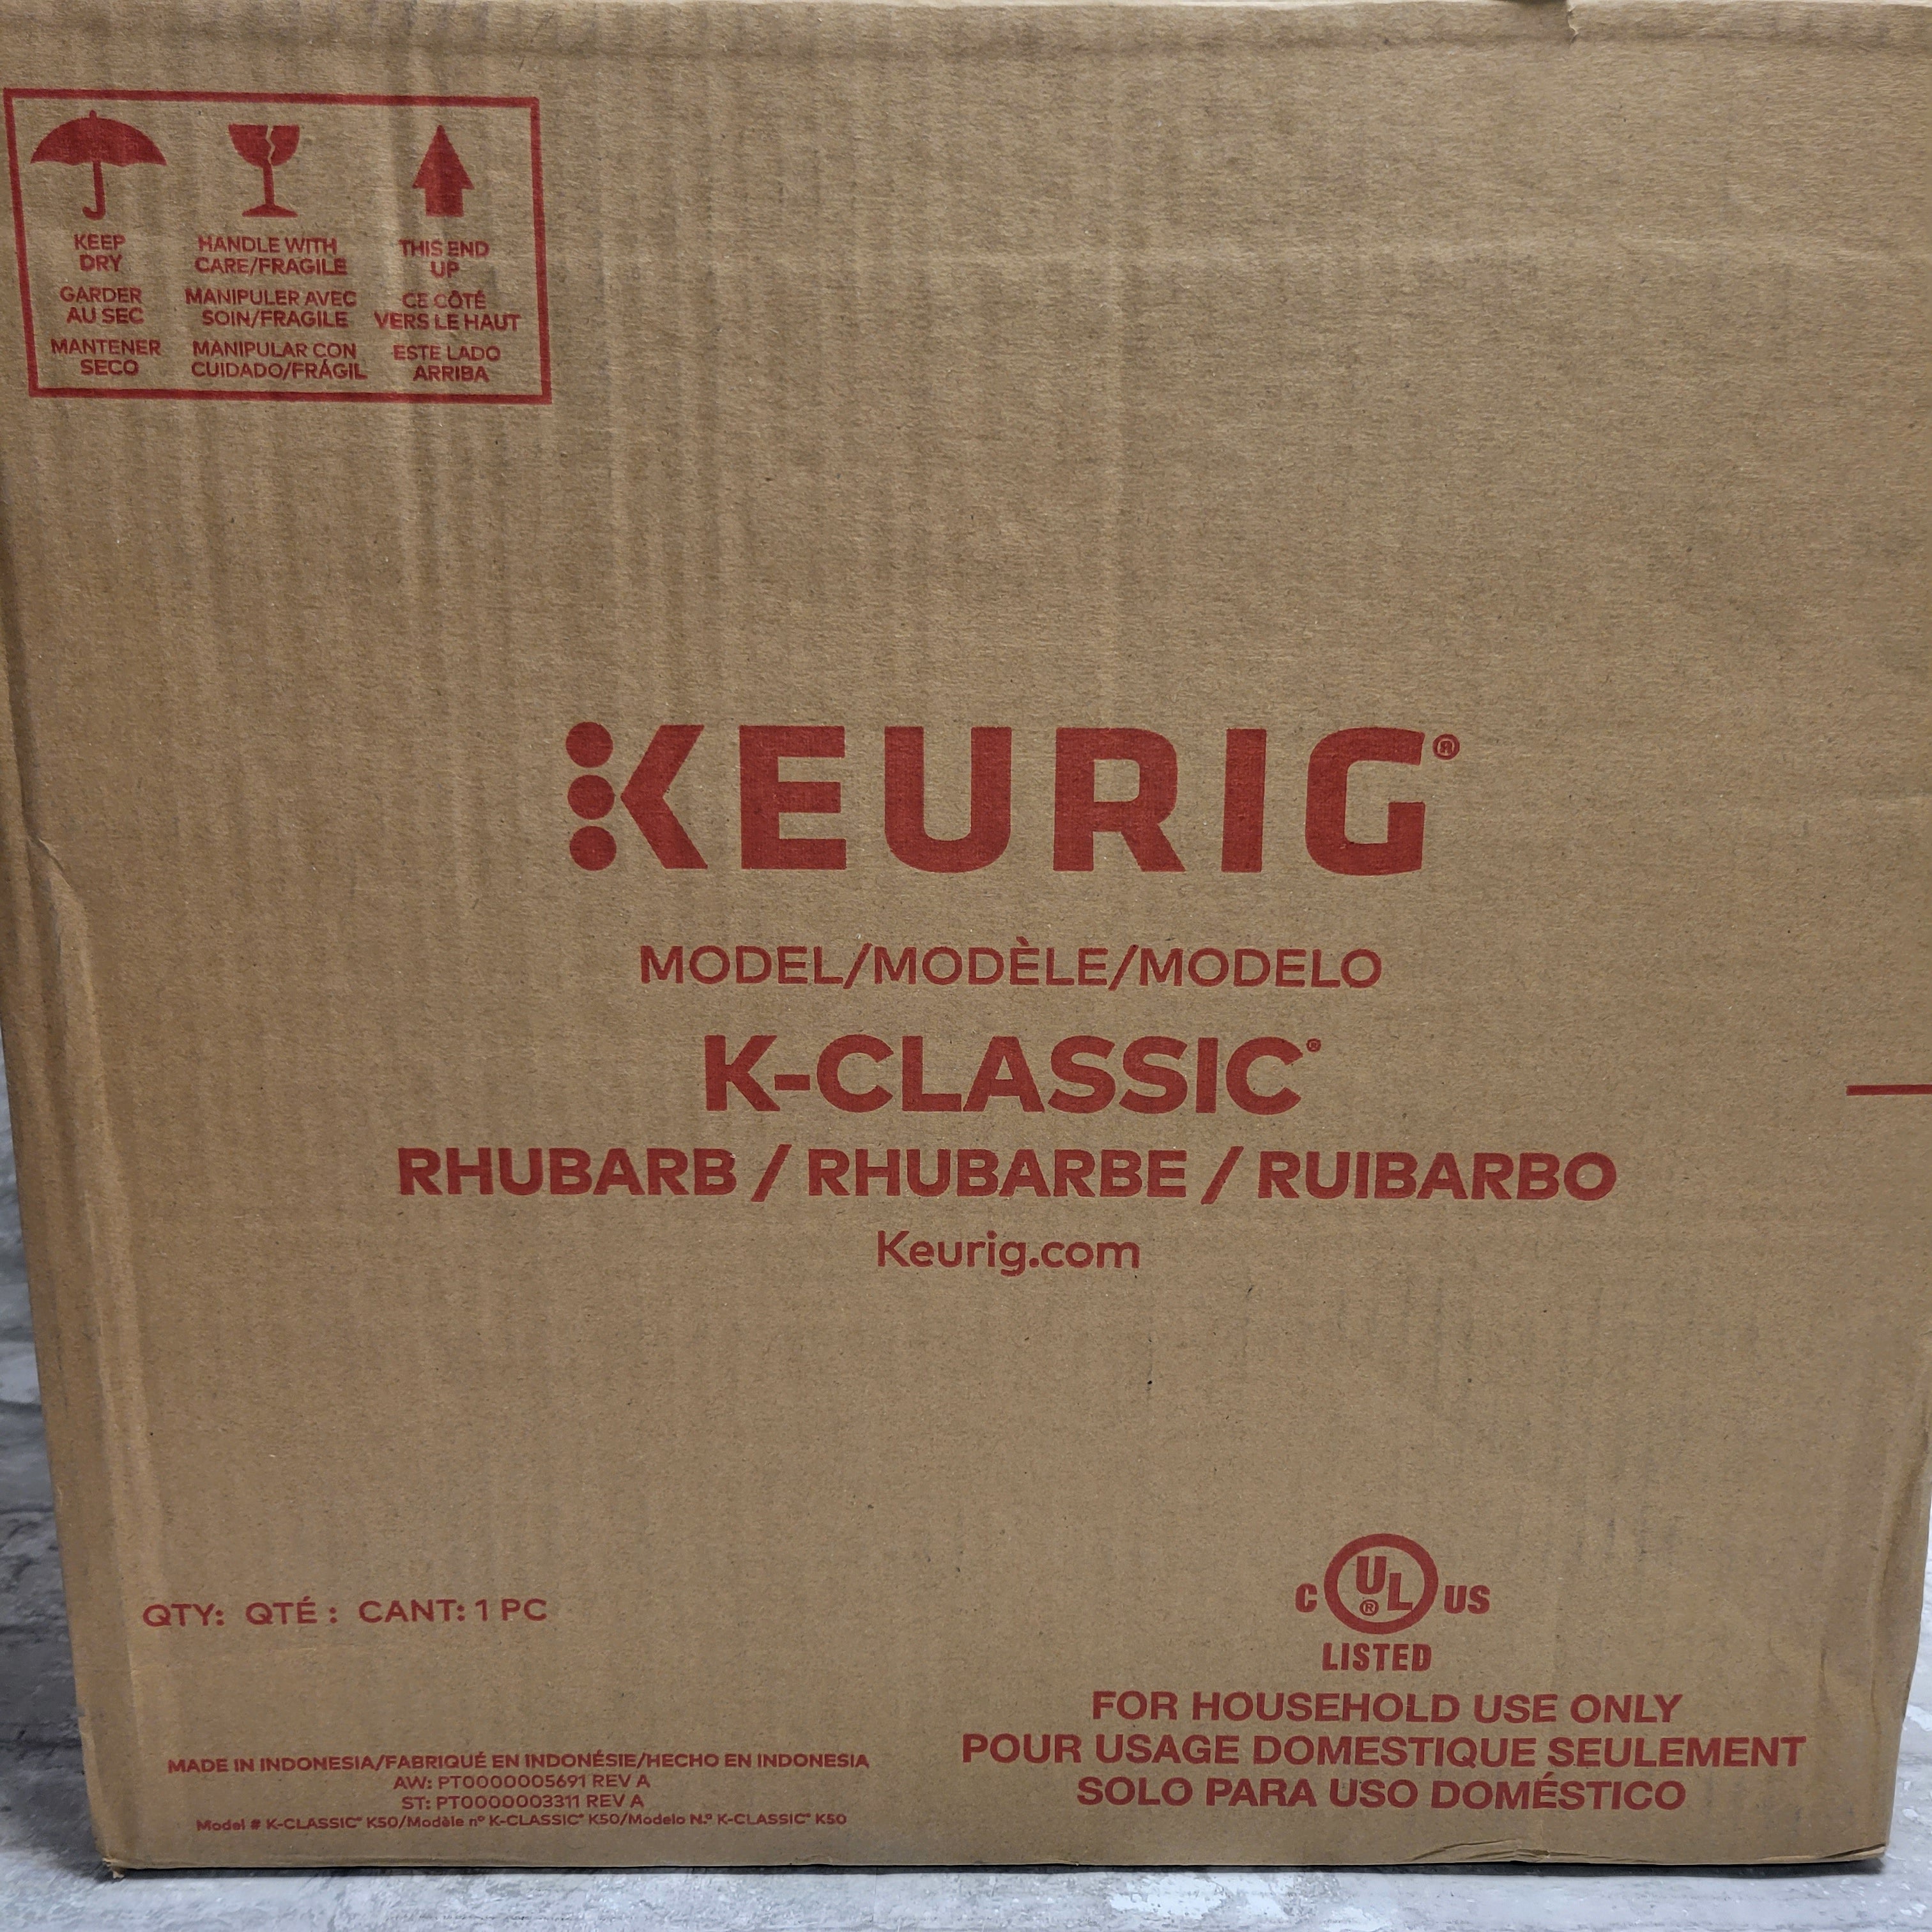 KEEP
DRY
GARDER
AU SEC
MANTENER
SECO
HANDLE WITH
CARE/FRAGILE
MANIPULER AVEC
SOIN/FRAGILE
MANIPULAR CON
CUIDADO/FRÁGIL
THIS END
UP
CE CÔTÉ
VERS LE HAUT
ESTE LADO
ARRIBA
KEURIG®
MODEL/MODÈLE/MODELO
K-CLASSIC®
RHUBARB / RHUBARBE / RUIBARBO
Keurig.com
QTY: QTÉ : CANT: 1 PC
MADE IN INDONESIA/FABRIQUÉ EN INDONÉSIE/HECHO EN INDONESIA
AW: PT0000005691 REV A
ST: PT0000003311 REV A
Model # K-CLASSIC® K50/Modèle nº K-CLASSIC® K50/Modelo N.º K-CLASSIC® K50
C UL® US
LISTED
FOR HOUSEHOLD USE ONLY
POUR USAGE DOMESTIQUE SEULEMENT
SOLO PARA USO DOMÉSTICO